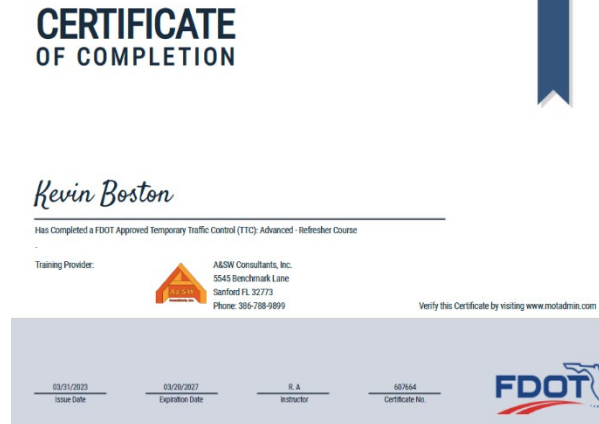 CERTIFICATE
OF COMPLETION
Kevin Boston
Has Completed a FDOT Approved Temporary Traffic Control (TTC): Advanced - Refresher Course
.
Training Provider:
A&SW
A&SW Consultants, Inc.
5545 Benchmark Lane
Sanford FL 32773
Phone: 386-788-9899
Verify this Certificate by visiting www.motadmin.com
03/31/2023
Issue Date
03/20/2027
Expiration Date
R. A
Instructor
607664
Certificate No.
FDOT